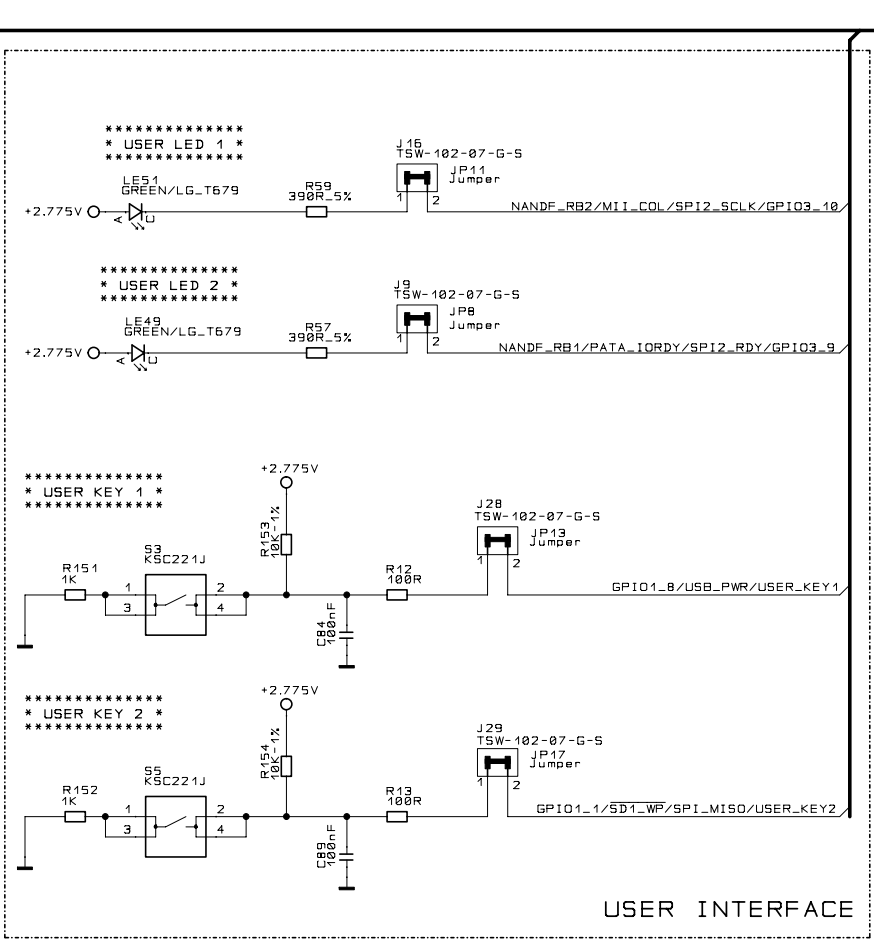 *************
* USER LED 1 *
*************
J16
TSW-102-07-G-S
JP11
Jumper
LE51
GREEN/LG_T679
R59
390R_5%
+2.775V
A
C
1
2
NANDF_RB2/MII_COL/SPI2_SCLK/GPIO3_10
*************
* USER LED 2 *
*************
J9
TSW-102-07-G-S
JP8
Jumper
LE49
GREEN/LG_T679
R57
390R_5%
+2.775V
A
C
1
2
NANDF_RB1/PATA_IORDY/SPI2_RDY/GPIO3_9
*************
* USER KEY 1 *
*************
+2.775V
R153
10K-1%
J28
TSW-102-07-G-S
JP13
Jumper
S3
KSC221J
R151
1K
1
2
3
4
R12
100R
1
2
GPIO1_8/USB_PWR/USER_KEY1
C84
100nF
*************
* USER KEY 2 *
*************
+2.775V
R154
10K-1%
J29
TSW-102-07-G-S
JP17
Jumper
S5
KSC221J
R152
1K
1
2
3
4
R13
100R
1
2
GPIO1_1/SD1_WP/SPI_MISO/USER_KEY2
C89
100nF
USER INTERFACE